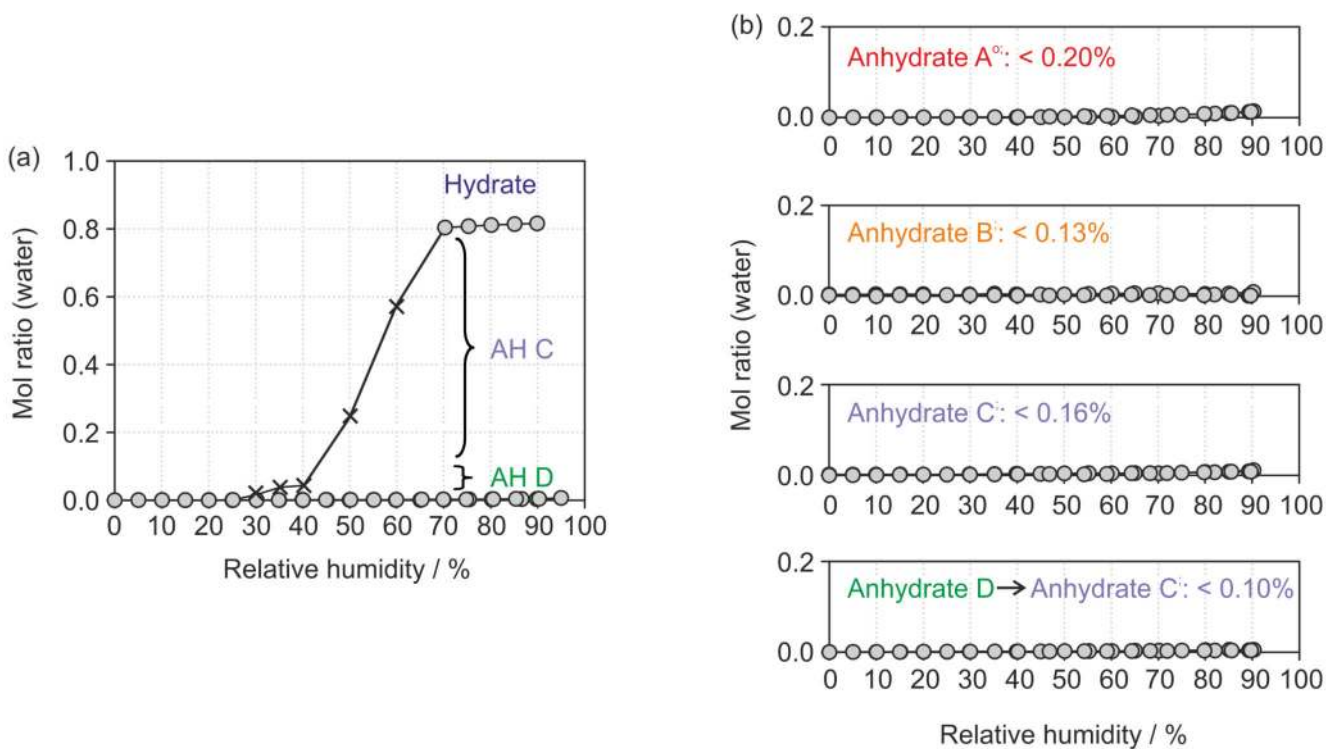 (a)
Mol ratio (water)
1.0
0.8
0.6
0.4
0.2
0.0
Hydrate
AH C
AH D
0 10 20 30 40 50 60 70 80 90 100
Relative humidity / %
(b)
Mol ratio (water)
0.2
Anhydrate A°: < 0.20%
0.0
0 10 20 30 40 50 60 70 80 90 100
0.2
Anhydrate B: < 0.13%
0.0
0 10 20 30 40 50 60 70 80 90 100
0.2
Anhydrate C: < 0.16%
0.0
0 10 20 30 40 50 60 70 80 90 100
0.2
Anhydrate D → Anhydrate C: < 0.10%
0.0
0 10 20 30 40 50 60 70 80 90 100
Relative humidity / %